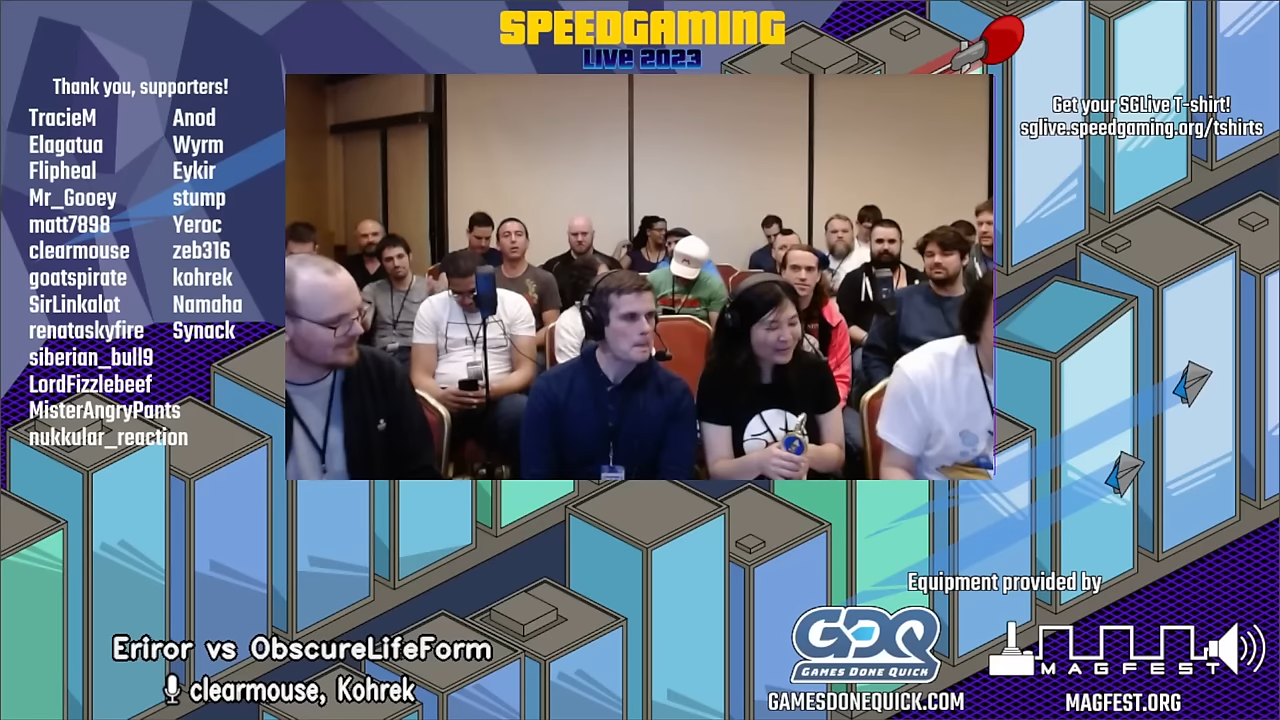 SPEEDGAMING
LIVE 2023
Thank you, supporters!
TracieM
Elagatua
Flipheal
Mr_Gooey
matt7898
clearmouse
goatspirate
SirLinkalot
renataskyfire
siberian_bull9
LordFizzlebeef
MisterAngryPants
nukkular_reaction
Anod
Wyrm
Eykir
stump
Yeroc
zeb316
kohrek
Namaha
Synack
Get your SGLive T-shirt!
sglive.speedgaming.org/tshirts
Eriror vs ObscureLifeForm
clearmouse, Kohrek
Equipment provided by
GDQ
GAMES DONE QUICK
GAMESDONEQUICK.COM
MAGFEST
MAGFEST.ORG